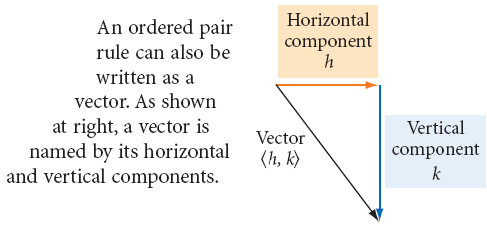 An ordered pair
rule can also be
written as a
vector. As shown
at right, a vector is
named by its horizontal
and vertical components.
Horizontal
component
h
Vector
⟨h, k⟩
Vertical
component
k